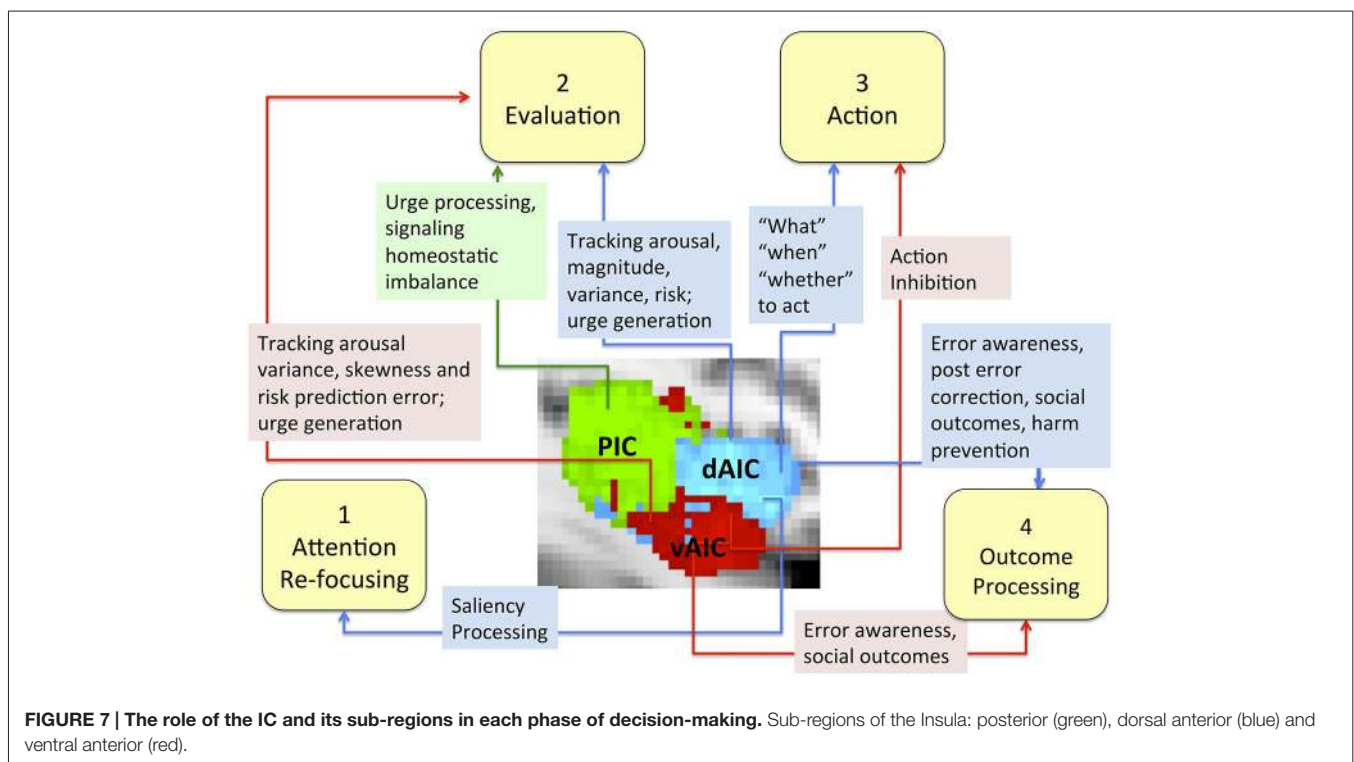 2
Evaluation
3
Action
Urge processing,
signaling
homeostatic
imbalance
Tracking arousal,
magnitude,
variance, risk;
urge generation
“What”
“when”
“whether”
to act
Action
Inhibition
Tracking arousal
variance, skewness and
risk prediction error;
urge generation
Error awareness,
post error
correction, social
outcomes, harm
prevention
PIC
dAIC
vAIC
1
Attention
Re-focusing
4
Outcome
Processing
Saliency
Processing
Error awareness,
social outcomes
FIGURE 7 | The role of the IC and its sub-regions in each phase of decision-making. Sub-regions of the Insula: posterior (green), dorsal anterior (blue) and
ventral anterior (red).